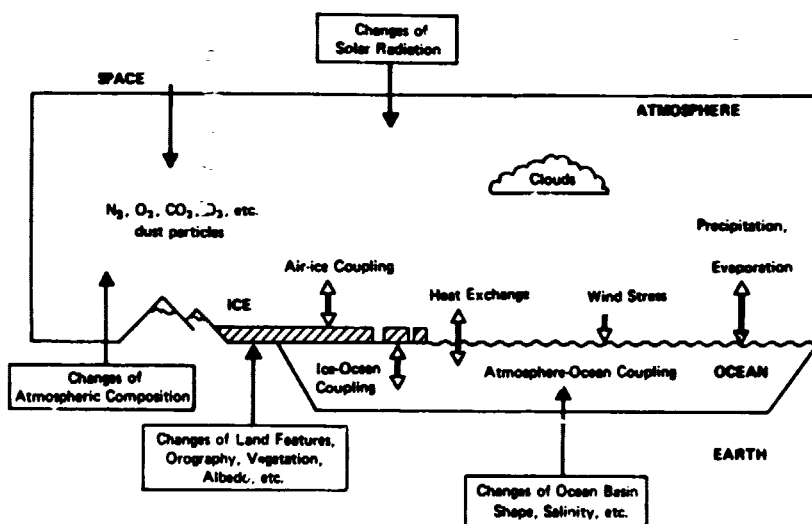 Changes of
Solar Radiation
SPACE
ATMOSPHERE
Clouds
N₂, O₂, CO₂, O₃, etc.
dust particles
Precipitation,
Air-ice Coupling
Evaporation
Heat Exchange
Wind Stress
ICE
Changes of
Atmospheric Composition
Ice-Ocean
Coupling
Atmosphere-Ocean Coupling
OCEAN
Changes of Land Features,
Orography, Vegetation,
Albedo, etc.
EARTH
Changes of Ocean Basin
Shape, Salinity, etc.